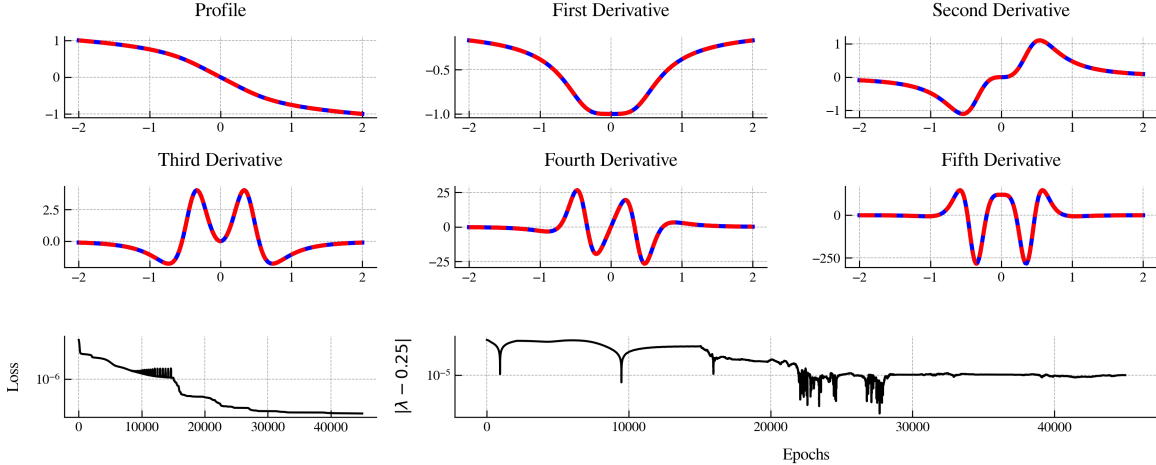 Profile
First Derivative
Second Derivative
1
0
−1
−2 −1 0 1 2
−0.5
−1.0
−2 −1 0 1 2
1
0
−1
−2 −1 0 1 2
Third Derivative
Fourth Derivative
Fifth Derivative
2.5
0.0
−2 −1 0 1 2
25
0
−25
−2 −1 0 1 2
0
−250
−2 −1 0 1 2
Loss
10⁻⁶
0 10000 20000 30000 40000
|λ − 0.25|
10⁻⁵
0 10000 20000 30000 40000
Epochs